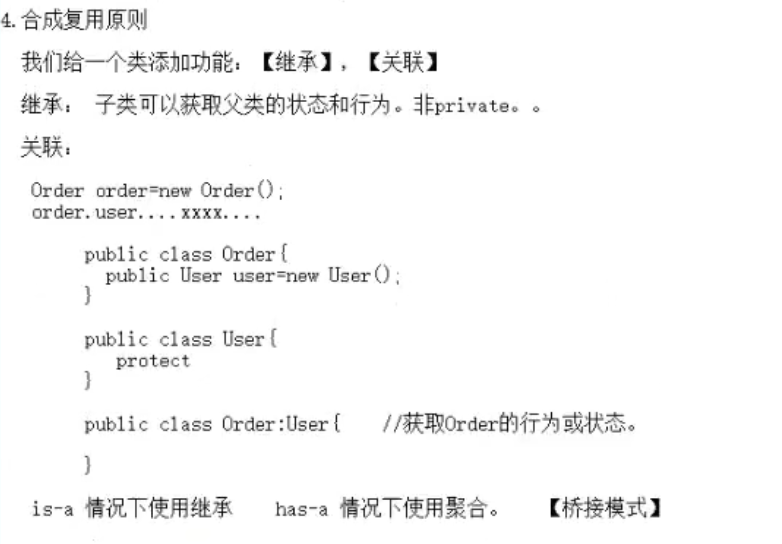 4.合成复用原则
我们给一个类添加功能：【继承】，【关联】
继承： 子类可以获取父类的状态和行为。非private。。
关联：
Order order=new Order();
order.user....xxxx....
public class Order{
public User user=new User();
}
public class User{
protect
}
public class Order:User{ //获取Order的行为或状态。
}
is-a 情况下使用继承 has-a 情况下使用聚合。 【桥接模式】